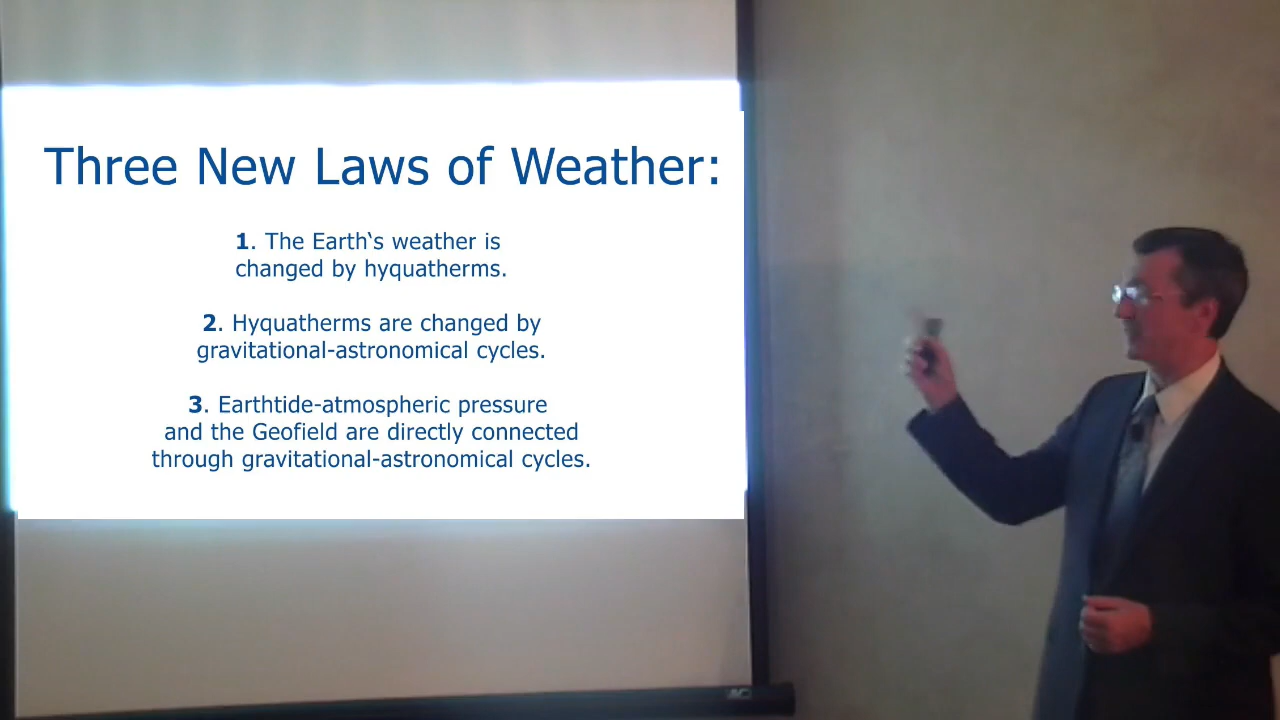 Three New Laws of Weather:
1. The Earth‘s weather is
changed by hyquatherms.
2. Hyquatherms are changed by
gravitational-astronomical cycles.
3. Earthtide-atmospheric pressure
and the Geofield are directly connected
through gravitational-astronomical cycles.